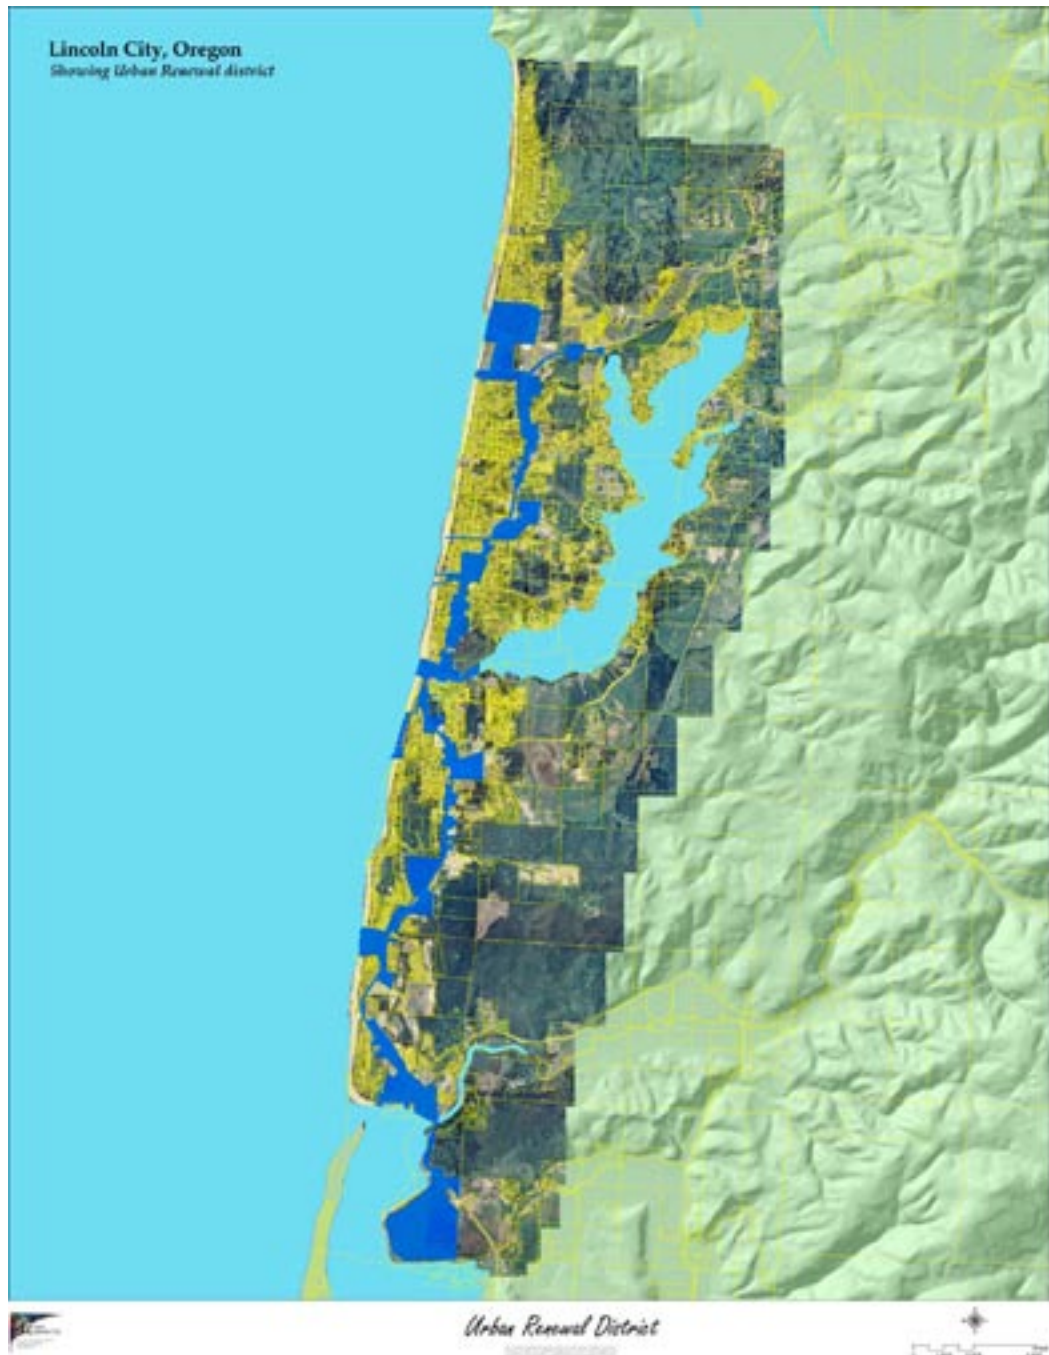 Lincoln City, Oregon
Showing Urban Renewal district
Urban Renewal District